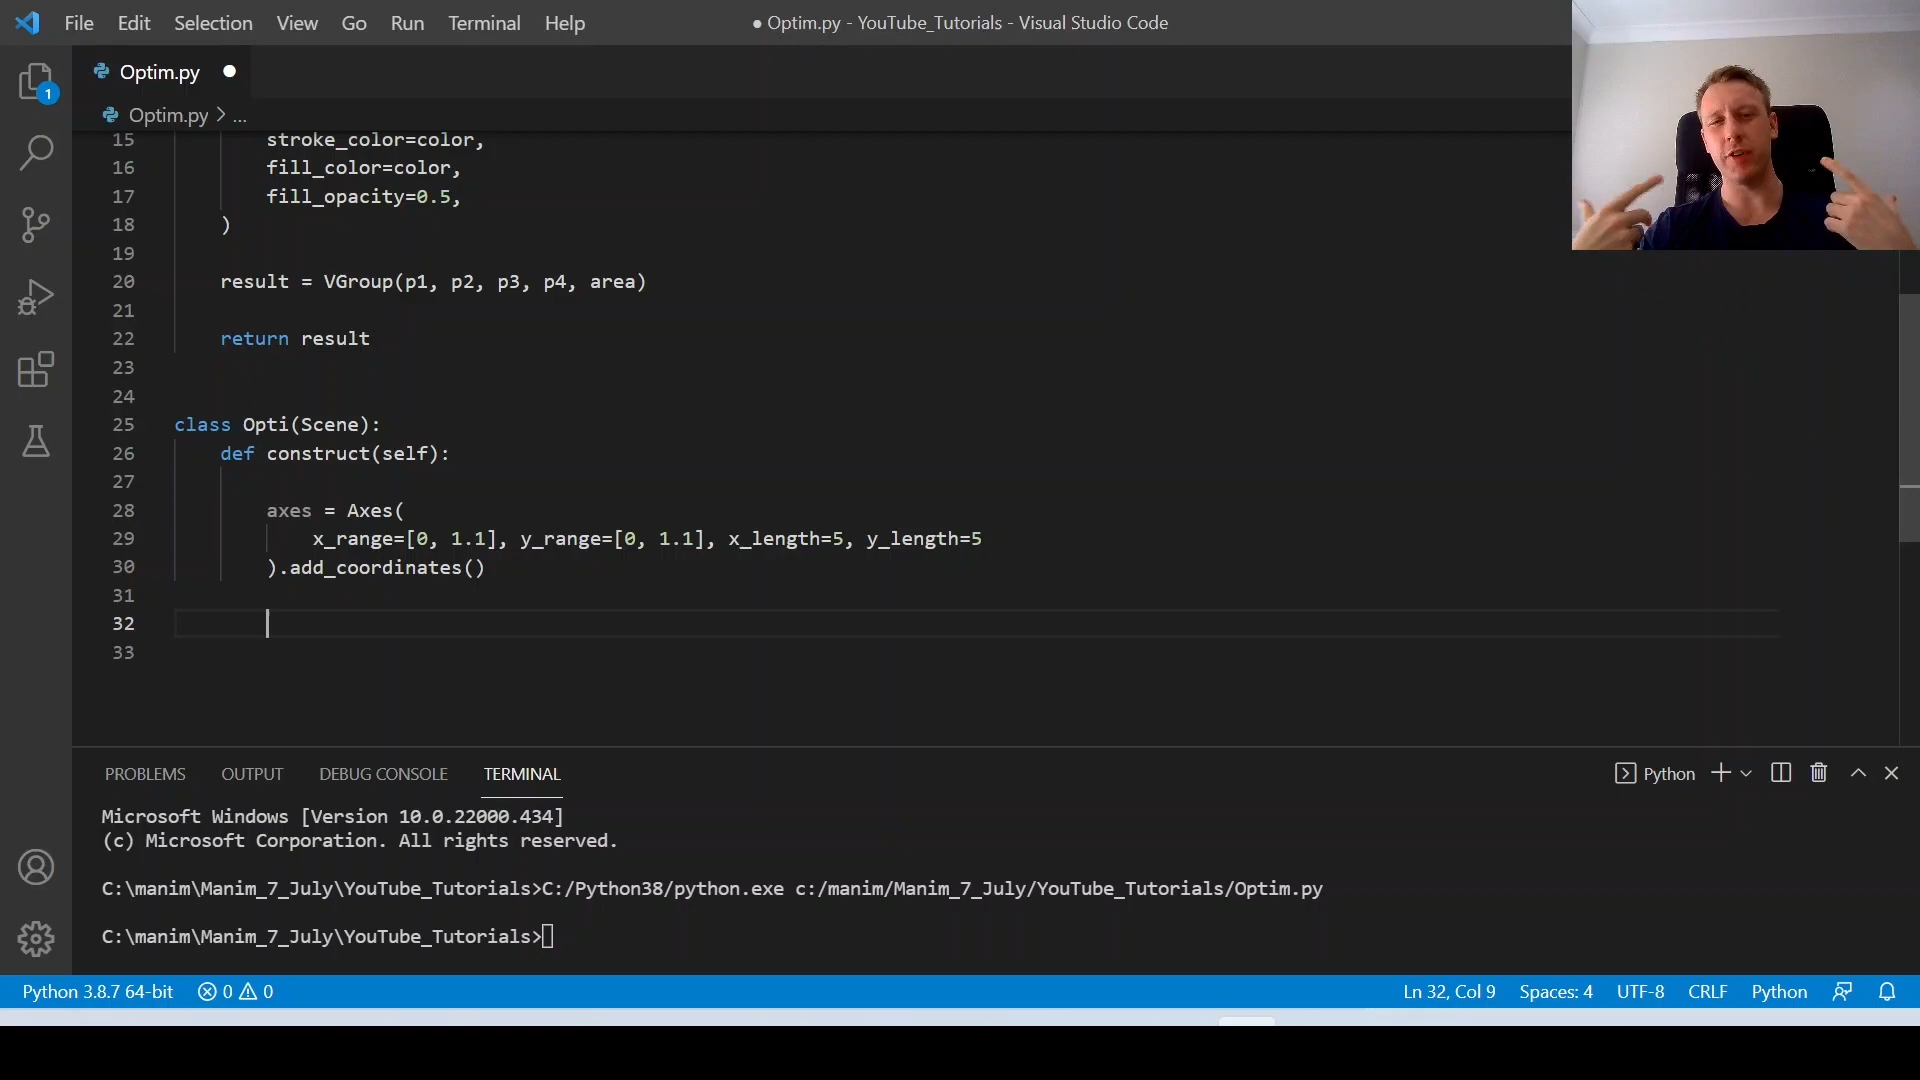 File Edit Selection View Go Run Terminal Help
● Optim.py - YouTube_Tutorials - Visual Studio Code
1
Optim.py ●
Optim.py > ...
15 stroke_color=color,
16 fill_color=color,
17 fill_opacity=0.5,
18 )
19
20 result = VGroup(p1, p2, p3, p4, area)
21
22 return result
23
24
25 class Opti(Scene):
26 def construct(self):
27
28 axes = Axes(
29 x_range=[0, 1.1], y_range=[0, 1.1], x_length=5, y_length=5
30 ).add_coordinates()
31
32
33
PROBLEMS OUTPUT DEBUG CONSOLE TERMINAL
Python
Microsoft Windows [Version 10.0.22000.434]
(c) Microsoft Corporation. All rights reserved.
C:\manim\Manim_7_July\YouTube_Tutorials>C:/Python38/python.exe c:/manim/Manim_7_July/YouTube_Tutorials/Optim.py
C:\manim\Manim_7_July\YouTube_Tutorials>
Python 3.8.7 64-bit 0 0 Ln 32, Col 9 Spaces: 4 UTF-8 CRLF Python